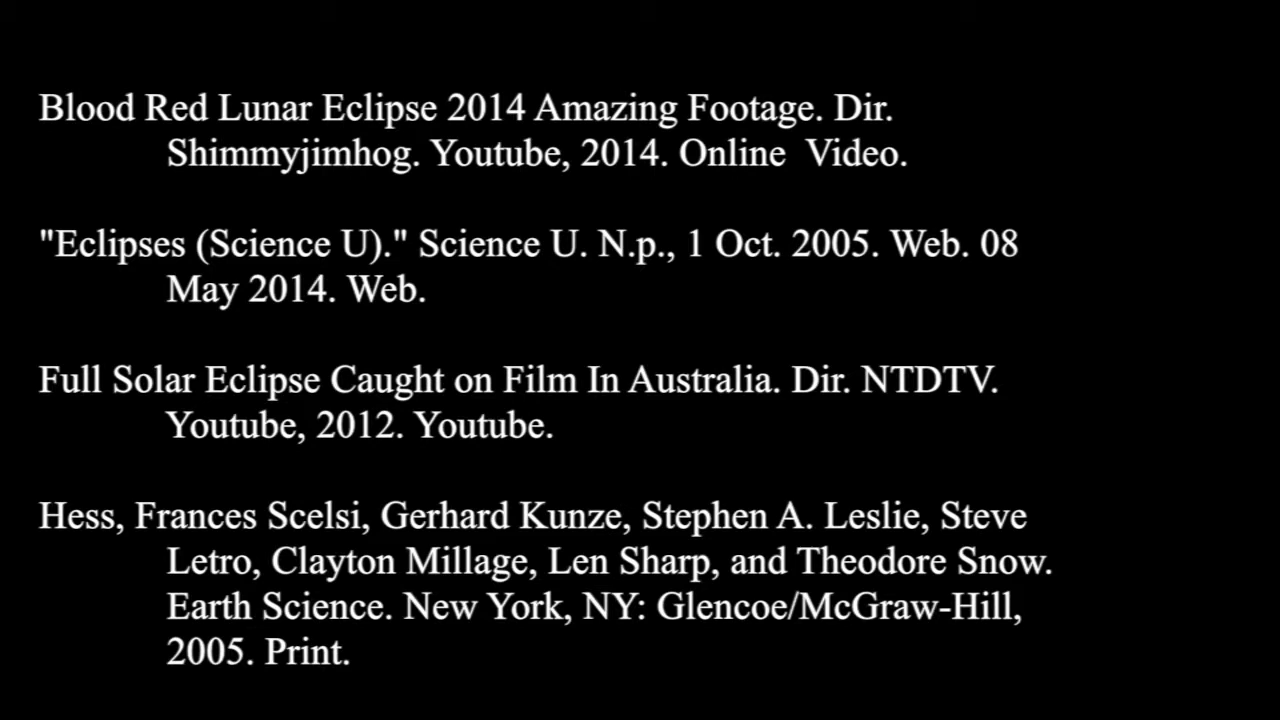 Blood Red Lunar Eclipse 2014 Amazing Footage. Dir.
Shimmyjimhog. Youtube, 2014. Online  Video.
"Eclipses (Science U)." Science U. N.p., 1 Oct. 2005. Web. 08
May 2014. Web.
Full Solar Eclipse Caught on Film In Australia. Dir. NTDTV.
Youtube, 2012. Youtube.
Hess, Frances Scelsi, Gerhard Kunze, Stephen A. Leslie, Steve
Letro, Clayton Millage, Len Sharp, and Theodore Snow.
Earth Science. New York, NY: Glencoe/McGraw-Hill,
2005. Print.